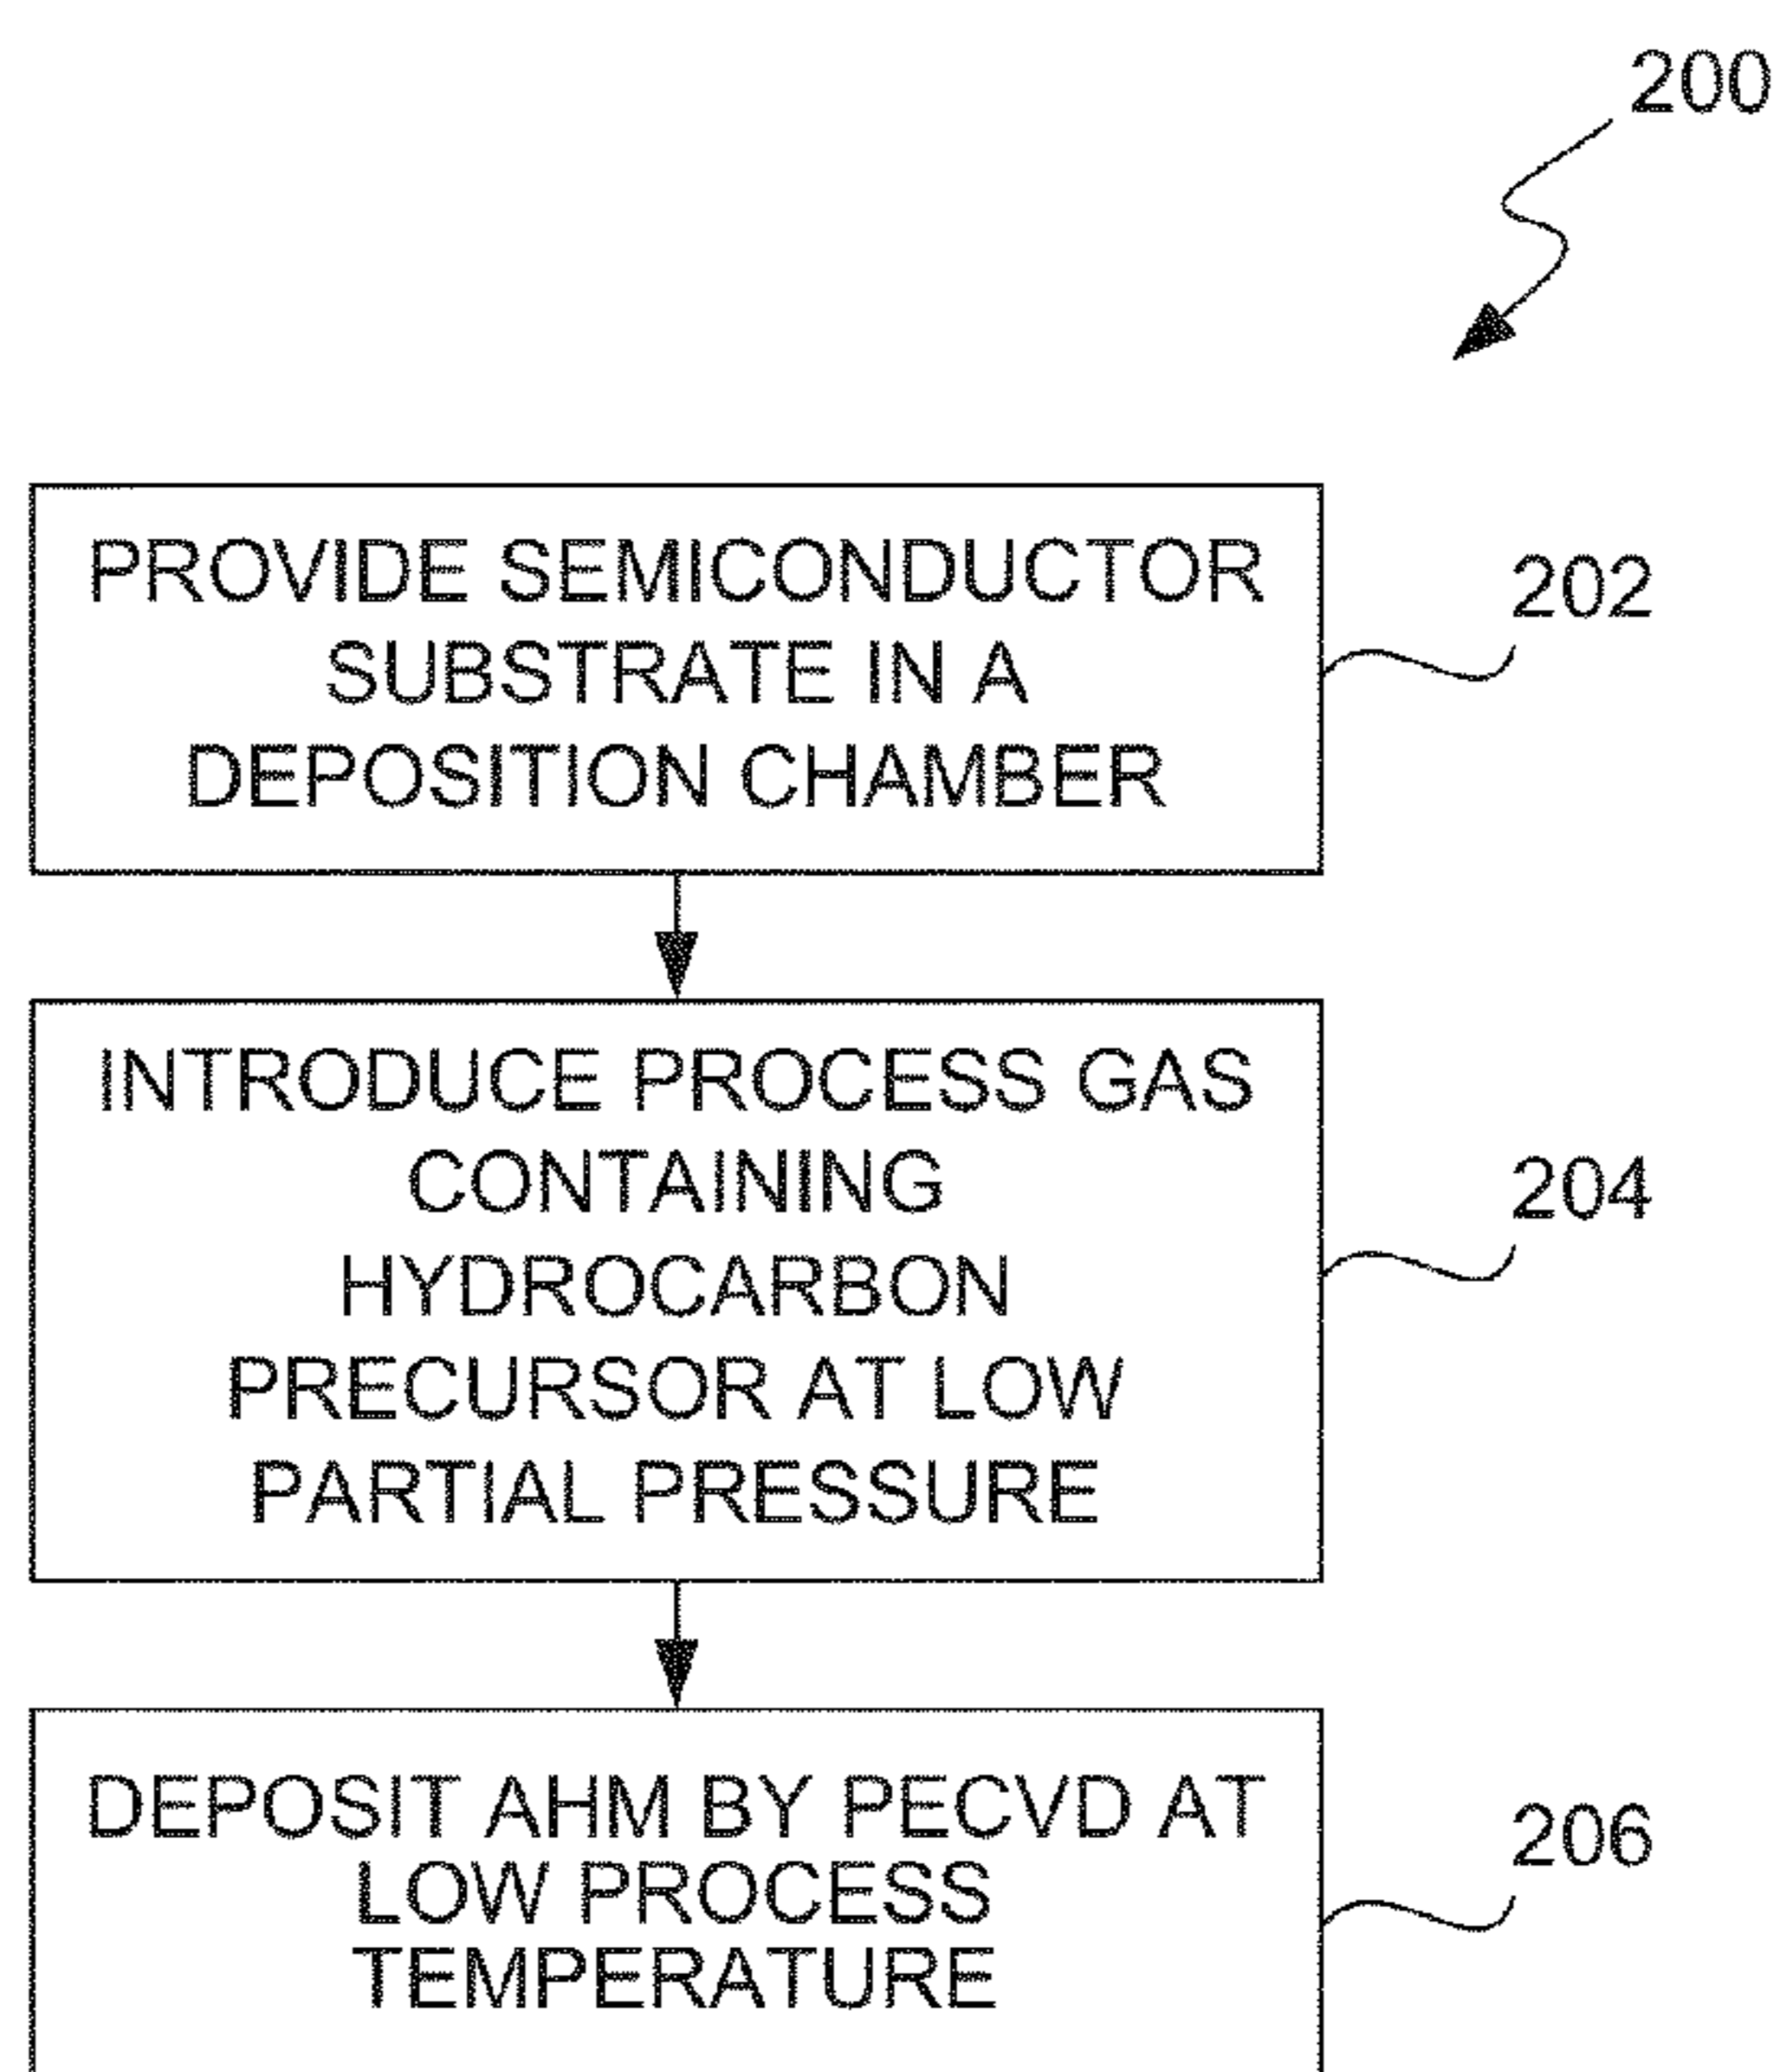 200
PROVIDE SEMICONDUCTOR
SUBSTRATE IN A
DEPOSITION CHAMBER
202
INTRODUCE PROCESS GAS
CONTAINING
HYDROCARBON
PRECURSOR AT LOW
PARTIAL PRESSURE
204
DEPOSIT AHM BY PECVD AT
LOW PROCESS
TEMPERATURE
206